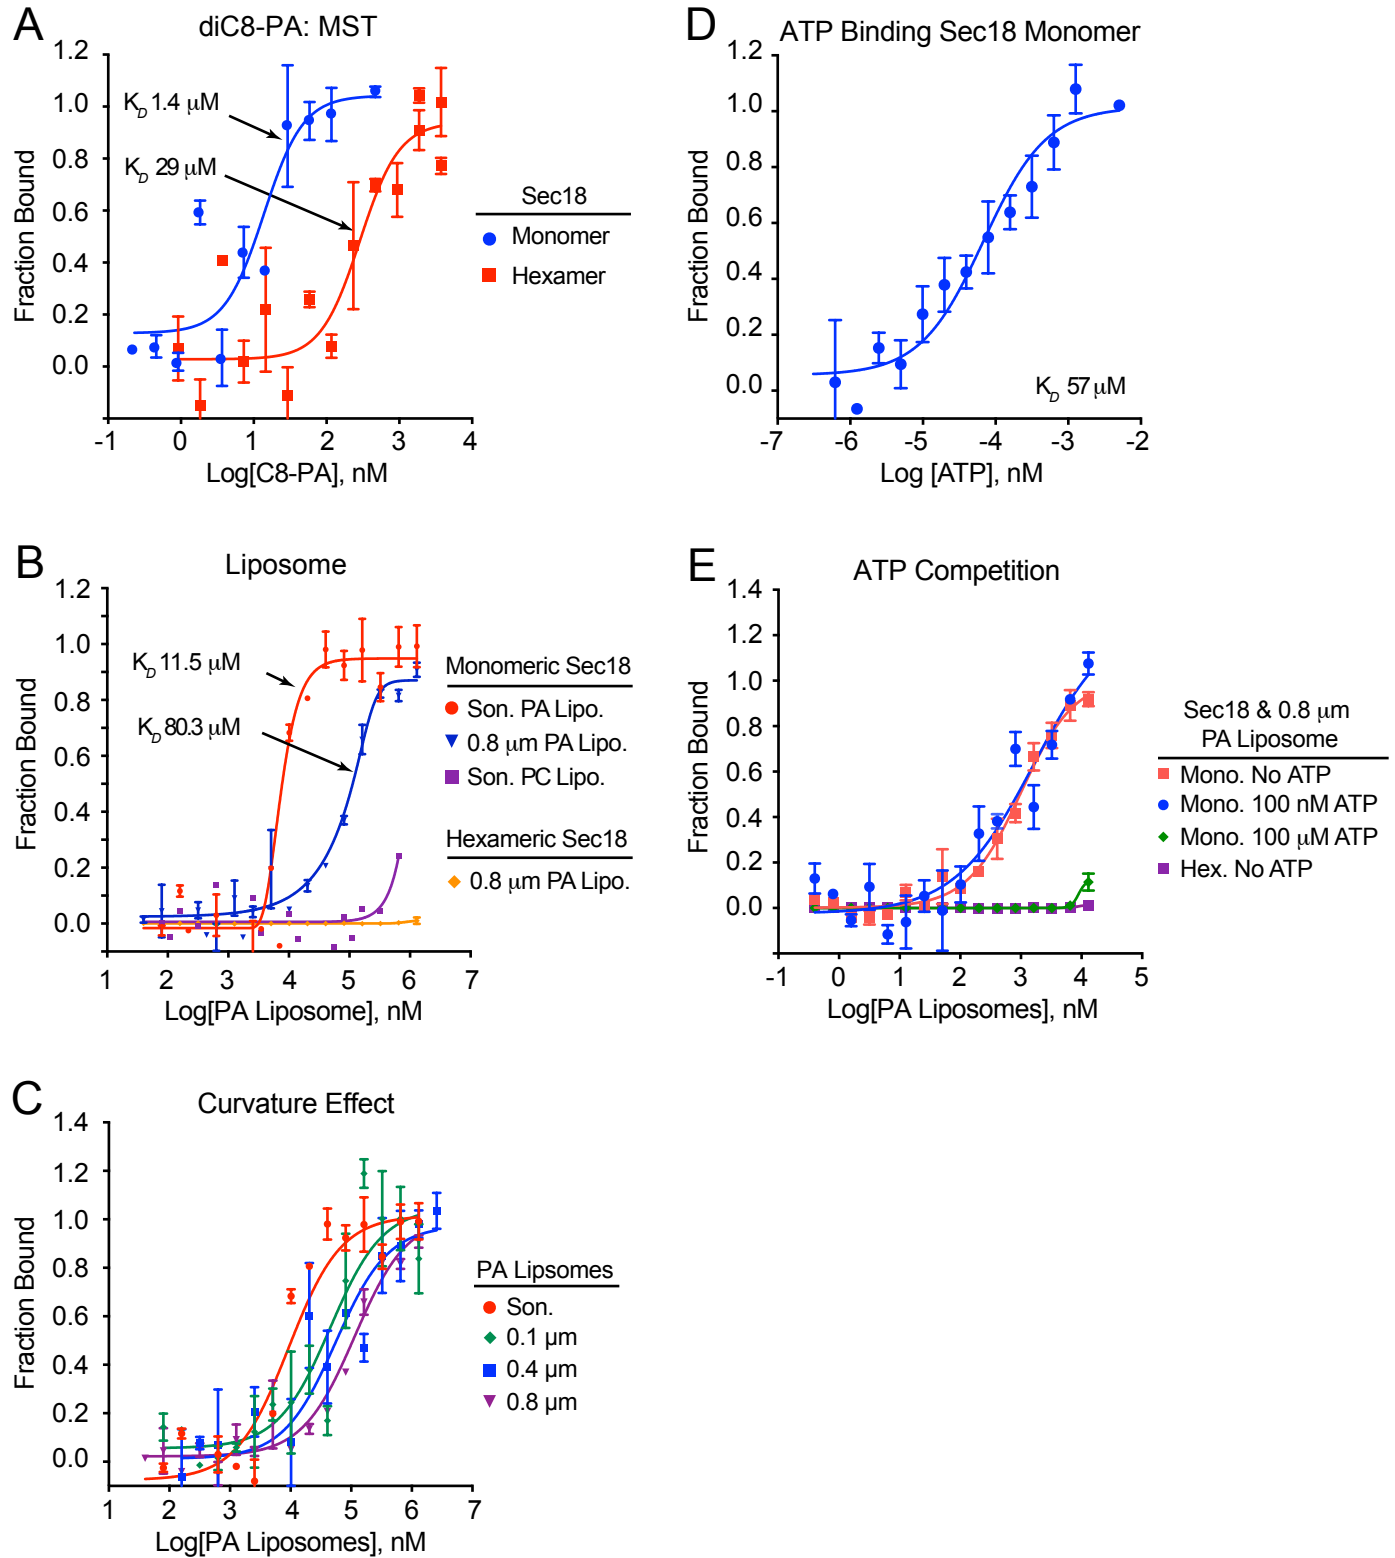 A
diC8-PA: MST
1.2
1.0
0.8
0.6
0.4
0.2
0.0
Fraction Bound
K_D 1.4 μM
K_D 29 μM
-1 0 1 2 3 4
Log[C8-PA], nM
Sec18
Monomer
Hexamer
D
ATP Binding Sec18 Monomer
1.2
1.0
0.8
0.6
0.4
0.2
0.0
Fraction Bound
K_D 57 μM
-7 -6 -5 -4 -3 -2
Log [ATP], nM
B
Liposome
1.2
1.0
0.8
0.6
0.4
0.2
0.0
Fraction Bound
K_D 11.5 μM
K_D 80.3 μM
1 2 3 4 5 6 7
Log[PA Liposome], nM
Monomeric Sec18
Son. PA Lipo.
0.8 μm PA Lipo.
Son. PC Lipo.
Hexameric Sec18
0.8 μm PA Lipo.
E
ATP Competition
1.4
1.2
1.0
0.8
0.6
0.4
0.2
0.0
Fraction Bound
-1 0 1 2 3 4 5
Log[PA Liposomes], nM
Sec18 & 0.8 μm
PA Liposome
Mono. No ATP
Mono. 100 nM ATP
Mono. 100 μM ATP
Hex. No ATP
C
Curvature Effect
1.4
1.2
1.0
0.8
0.6
0.4
0.2
0.0
Fraction Bound
1 2 3 4 5 6 7
Log[PA Liposomes], nM
PA Lipsomes
Son.
0.1 μm
0.4 μm
0.8 μm